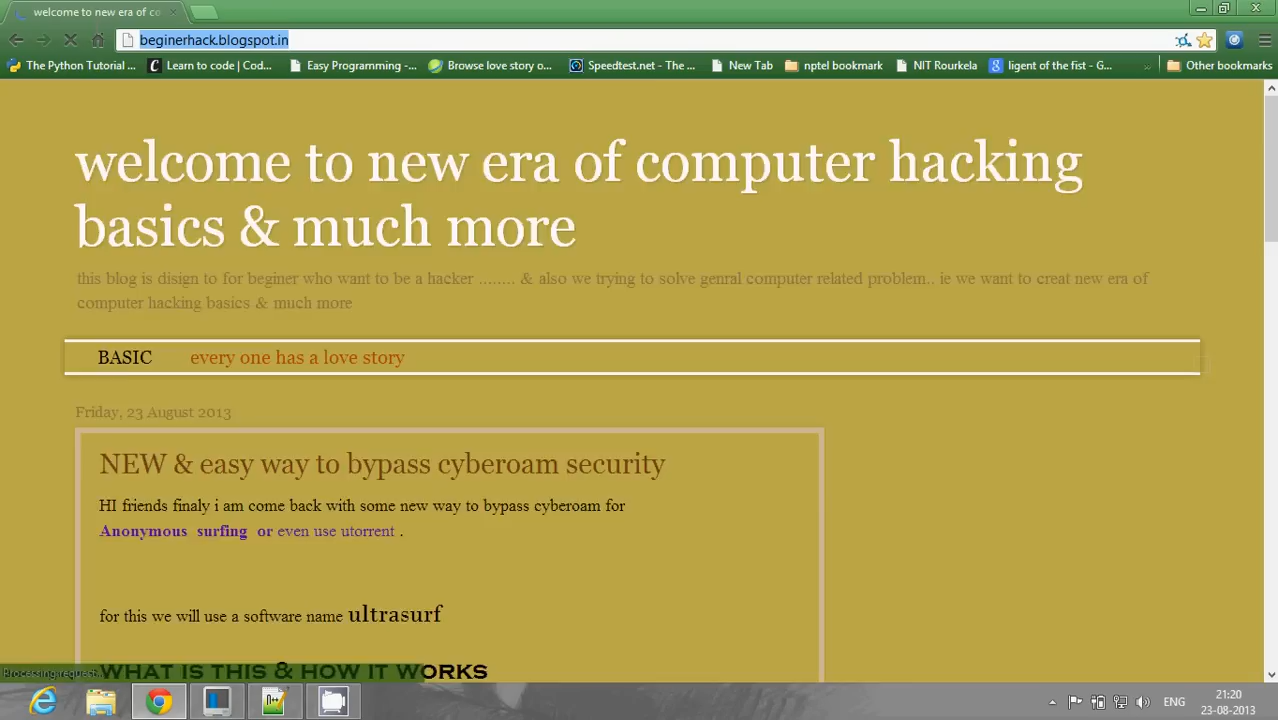 welcome to new era of co
beginerhack.blogspot.in
The Python Tutorial ...
Learn to code | Cod...
Easy Programming -...
Browse love story o...
Speedtest.net - The ...
New Tab
nptel bookmark
NIT Rourkela
ligent of the fist - G...
Other bookmarks
welcome to new era of computer hacking
basics & much more
this blog is disign to for beginer who want to be a hacker ........ & also we trying to solve genral computer related problem.. ie we want to creat new era of
computer hacking basics & much more
BASIC
every one has a love story
Friday, 23 August 2013
NEW & easy way to bypass cyberoam security
HI friends finaly i am come back with some new way to bypass cyberoam for
Anonymous surfing or even use utorrent .
for this we will use a software name ultrasurf
WHAT IS THIS & HOW IT WORKS
Processing request...
ENG
21:20
23-08-2013